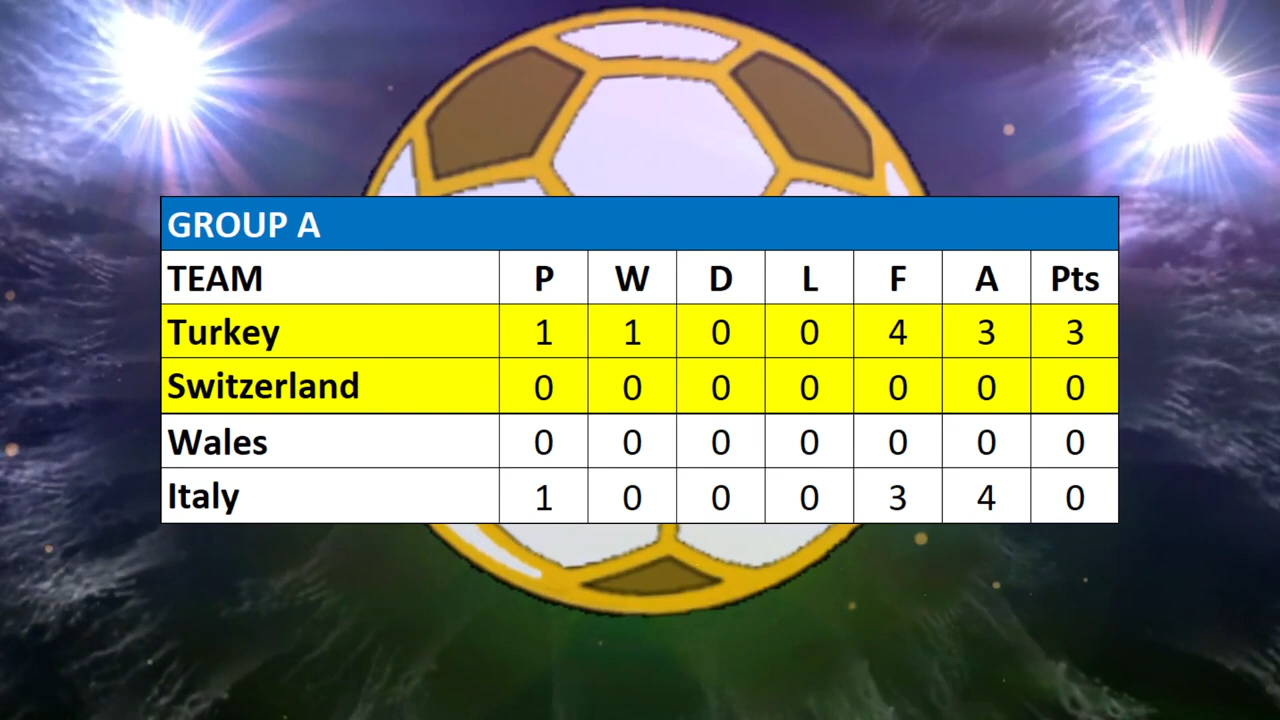 GROUP A
TEAM P W D L F A Pts
Turkey 1 1 0 0 4 3 3
Switzerland 0 0 0 0 0 0 0
Wales 0 0 0 0 0 0 0
Italy 1 0 0 0 3 4 0